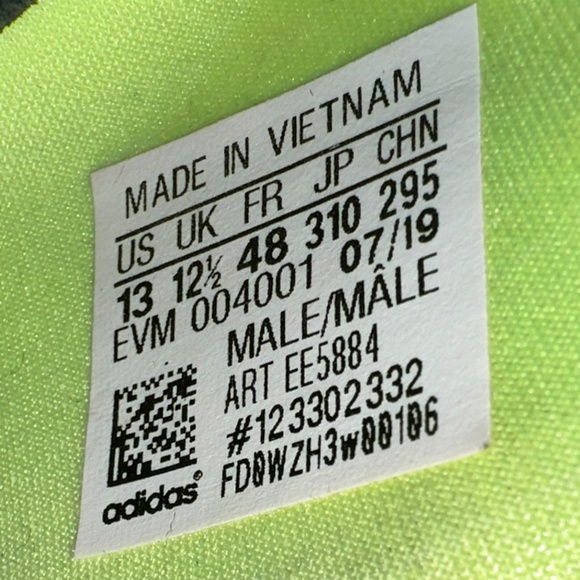 MADE IN VIETNAM
US UK FR JP CHN
13 12½ 48 310 295
EVM 004001 07/19
MALE/MÂLE
ART EE5884
#123302332
FD0WZH3w00106
adidas®